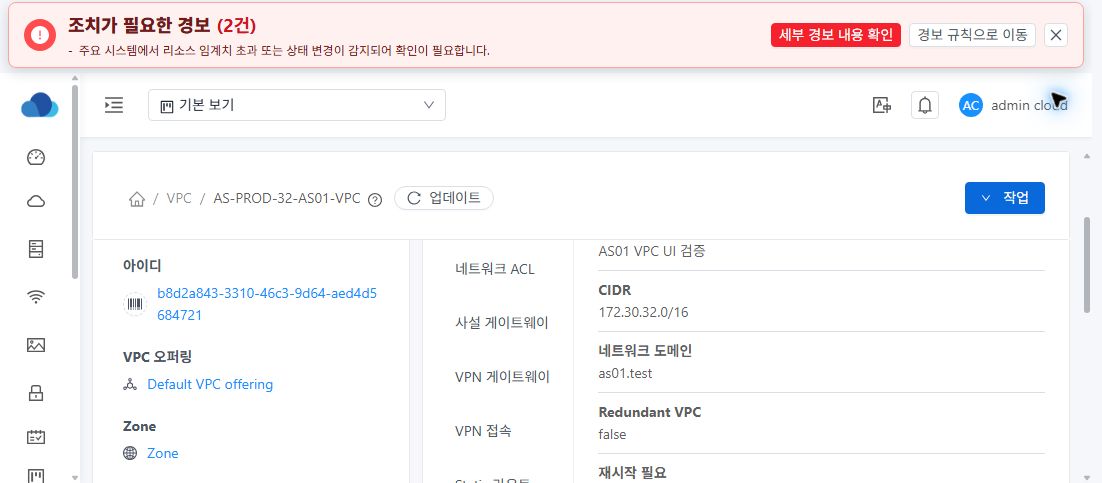 조치가 필요한 경보 (2건)
- 주요 시스템에서 리소스 임계치 초과 또는 상태 변경이 감지되어 확인이 필요합니다.
세부 경보 내용 확인
경보 규칙으로 이동
기본 보기
AC admin cloud
/ VPC / AS-PROD-32-AS01-VPC
업데이트
작업
아이디
b8d2a843-3310-46c3-9d64-aed4d5
684721
VPC 오퍼링
Default VPC offering
Zone
Zone
네트워크 ACL
사설 게이트웨이
VPN 게이트웨이
VPN 접속
AS01 VPC UI 검증
CIDR
172.30.32.0/16
네트워크 도메인
as01.test
Redundant VPC
false
재시작 필요